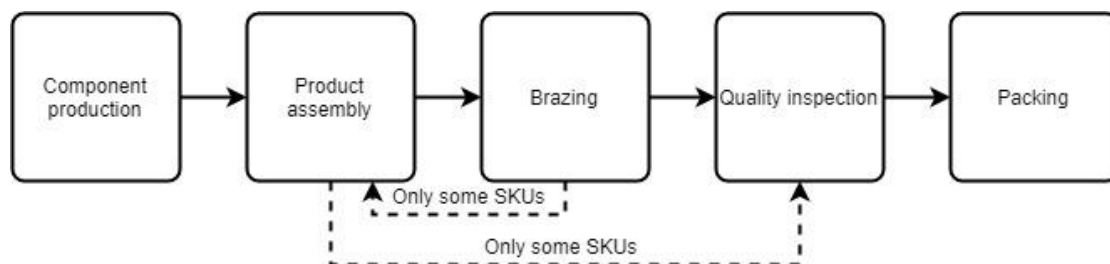 Component
production
Product
assembly
Brazing
Quality inspection
Packing
Only some SKUs
Only some SKUs